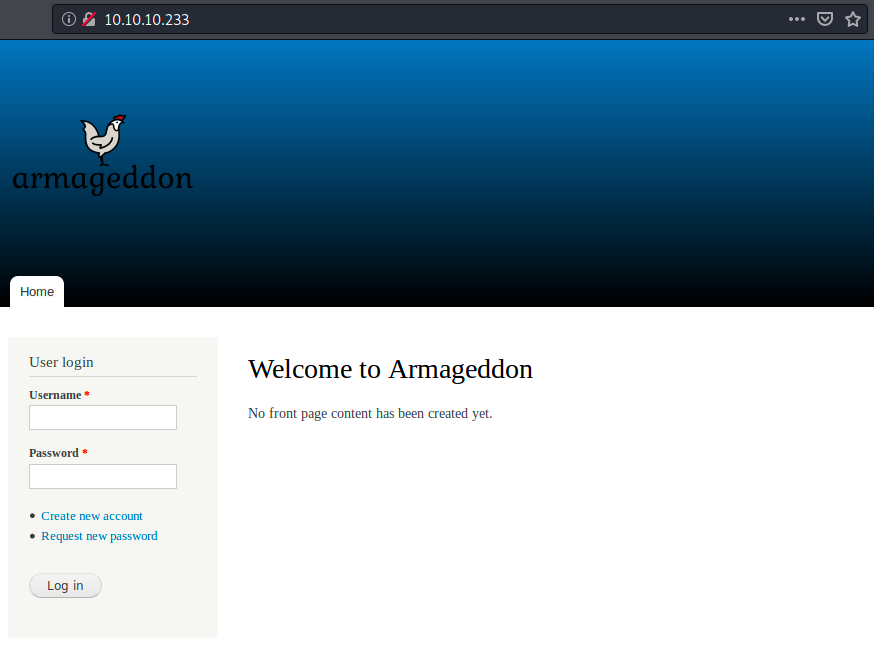 10.10.10.233
armageddon
Home
User login
Username *
Password *
Create new account
Request new password
Log in
Welcome to Armageddon
No front page content has been created yet.